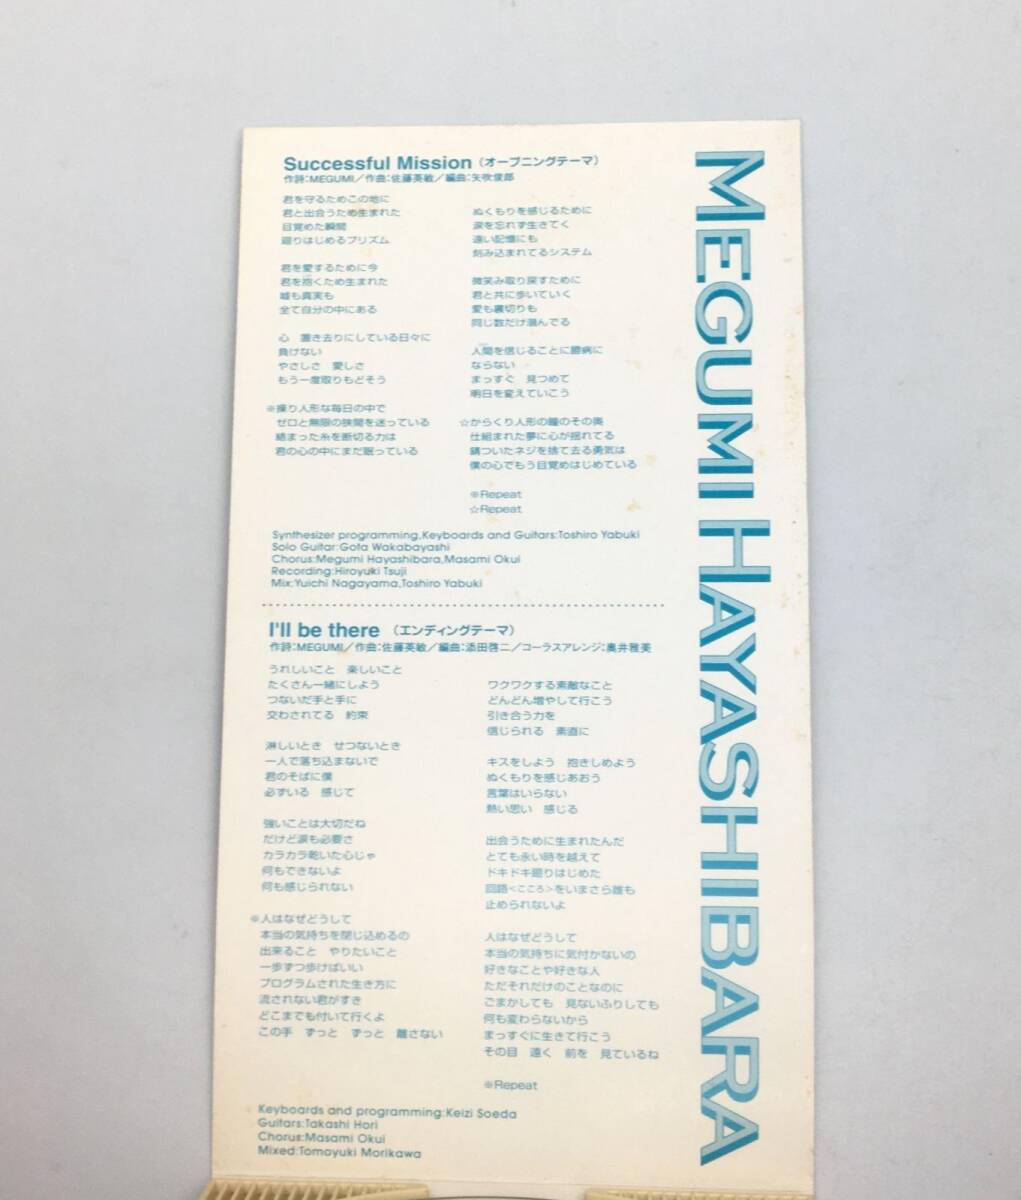 MEGUMI HAYASHIBARA
Successful Mission (オープニングテーマ)
作詩:MEGUMI／作曲:佐藤英敏／編曲:矢吹俊郎
君を守るためこの地に
君と出会うため生まれた
目覚めた瞬間
廻りはじめるプリズム
君を愛するために今
君を抱くため生まれた
嘘も真実も
全て自分の中にある
心　置き去りにしている日々に
負けない
やさしさ　愛しさ
もう一度取りもどそう
※操り人形な毎日の中で
ゼロと無限の狭間を迷っている
絡まった糸を断切る力は
君の心の中にまだ眠っている
ぬくもりを感じるために
涙を忘れず生きてく
遠い記憶にも
刻み込まれてるシステム
微笑み取り戻すために
君と共に歩いていく
愛も裏切りも
同じ数だけ潜んでる
人間を信じることに臆病に
ならない
まっすぐ　見つめて
明日を変えていこう
☆からくり人形の瞳のその奥
仕組まれた夢に心が揺れてる
錆ついたネジを捨て去る勇気は
僕の心でもう目覚めはじめている
※Repeat
☆Repeat
Synthesizer programming,Keyboards and Guitars:Toshiro Yabuki
Solo Guitar:Gota Wakabayashi
Chorus:Megumi Hayashibara,Masami Okui
Recording:Hiroyuki Tsuji
Mix:Yuichi Nagayama,Toshiro Yabuki
I'll be there (エンディングテーマ)
作詩:MEGUMI／作曲:佐藤英敏／編曲:添田啓二／コーラスアレンジ:奥井雅美
うれしいこと　楽しいこと
たくさん一緒にしよう
つないだ手と手に
交わされてる　約束
淋しいとき　せつないとき
一人で落ち込まないで
君のそばに僕
必ずいる　感じて
強いことは大切だね
だけど涙も必要さ
カラカラ乾いた心じゃ
何もできないよ
何も感じられない
※人はなぜどうして
本当の気持ちを閉じ込めるの
出来ること　やりたいこと
一歩ずつ歩けばいい
プログラムされた生き方に
流されない君がすき
どこまでも付いて行くよ
この手　ずっと　ずっと　離さない
ワクワクする素敵なこと
どんどん増やして行こう
引き合う力を
信じられる　素直に
キスをしよう　抱きしめよう
ぬくもりを感じあおう
言葉はいらない
熱い思い　感じる
出会うために生まれたんだ
とても永い時を越えて
ドキドキ廻りはじめた
回路<こころ>をいまさら誰も
止められないよ
人はなぜどうして
本当の気持ちに気付かないの
好きなことや好きな人
ただそれだけのことなのに
ごまかしても　見ないふりしても
何も変わらないから
まっすぐに生きて行こう
その目　遠く　前を　見ているね
※Repeat
Keyboards and programming:Keizi Soeda
Guitars:Takashi Hori
Chorus:Masami Okui
Mixed:Tomoyuki Morikawa